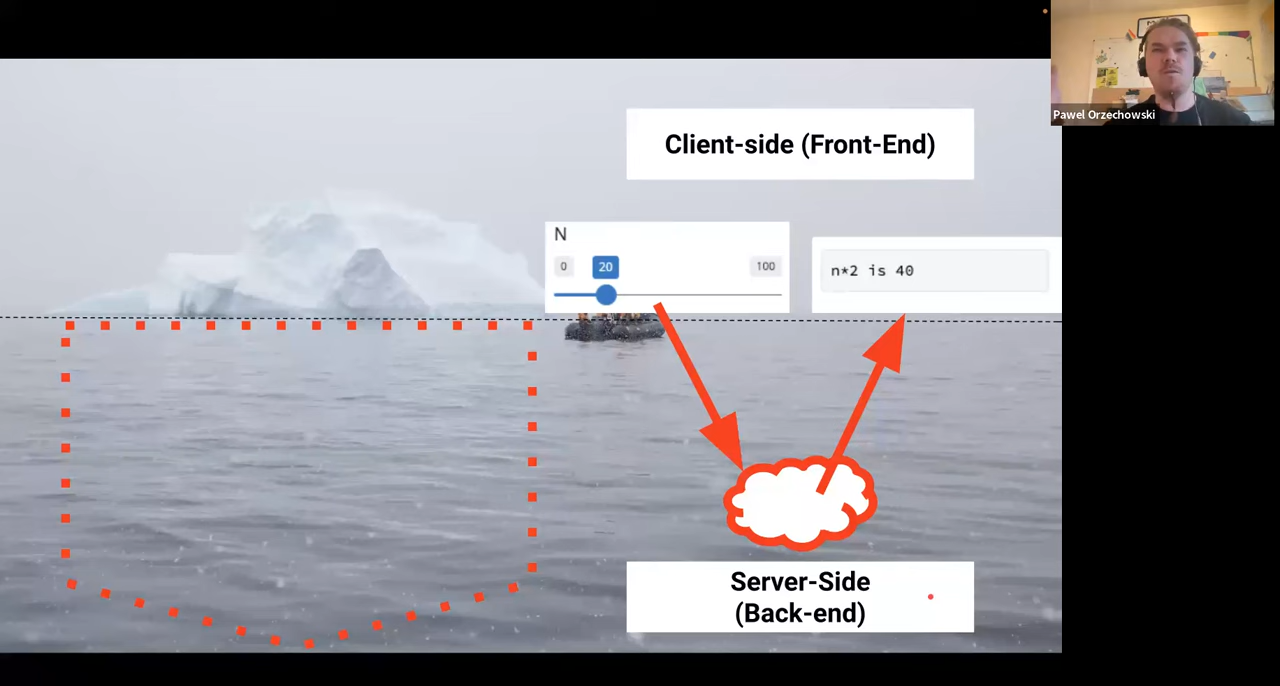 Client-side (Front-End)
N
0
20
100
n*2 is 40
Server-Side
(Back-end)
Pawel Orzechowski